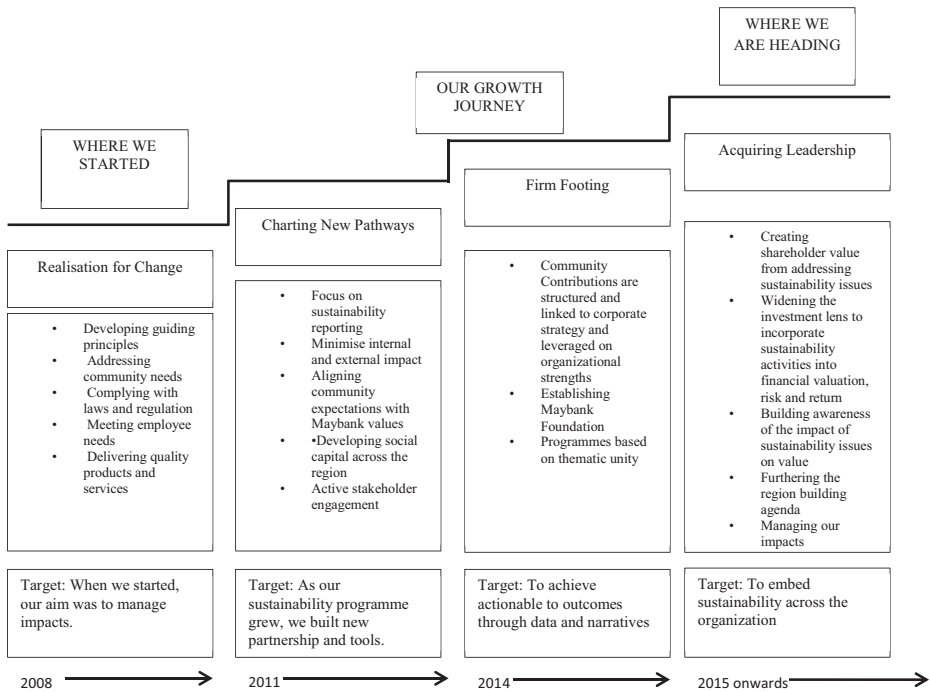 WHERE WE
ARE HEADING
OUR GROWTH
JOURNEY
WHERE WE
STARTED
Realisation for Change
• Developing guiding
principles
• Addressing
community needs
• Complying with
laws and regulation
• Meeting employee
needs
• Delivering quality
products and
services
Target: When we started,
our aim was to manage
impacts.
2008
Charting New Pathways
• Focus on
sustainability
reporting
• Minimise internal
and external impact
• Aligning
community
expectations with
Maybank values
• •Developing social
capital across the
region
• Active stakeholder
engagement
Target: As our
sustainability programme
grew, we built new
partnership and tools.
2011
Firm Footing
• Community
Contributions are
structured and
linked to corporate
strategy and
leveraged on
organizational
strengths
• Establishing
Maybank
Foundation
• Programmes based
on thematic unity
Target: To achieve
actionable to outcomes
through data and narratives
2014
Acquiring Leadership
• Creating
shareholder value
from addressing
sustainability issues
• Widening the
investment lens to
incorporate
sustainability
activities into
financial valuation,
risk and return
• Building awareness
of the impact of
sustainability issues
on value
• Furthering the
region building
agenda
• Managing our
impacts
Target: To embed
sustainability across the
organization
2015 onwards